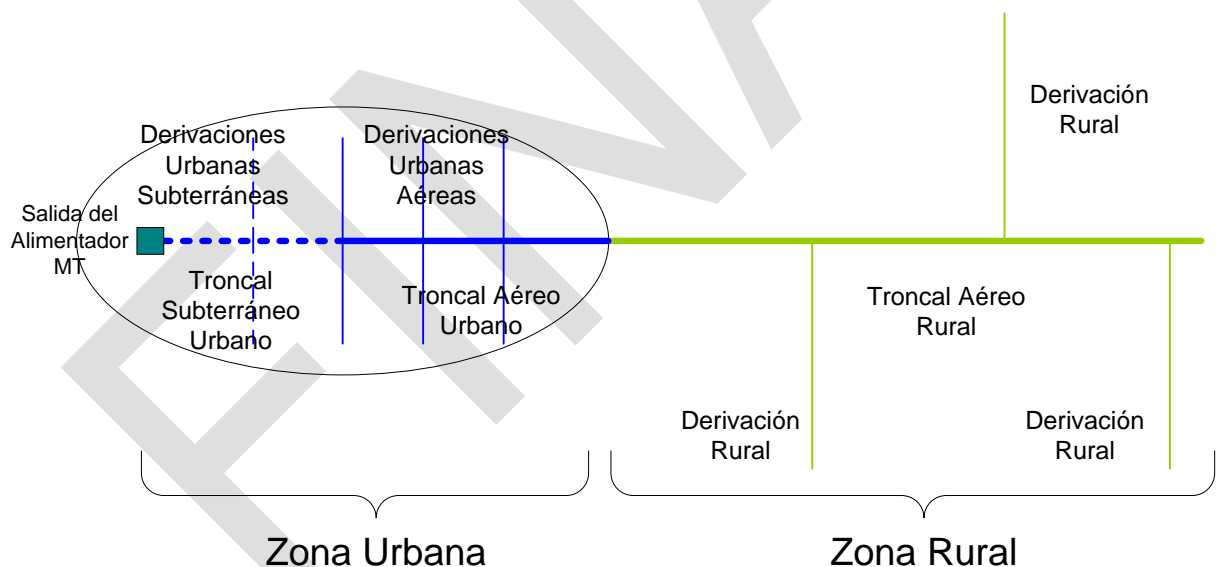 Derivación
Rural
Derivaciones
Urbanas
Subterráneas
Derivaciones
Urbanas
Aéreas
Salida del
Alimentador
MT
Troncal
Subterráneo
Urbano
Troncal Aéreo
Urbano
Troncal Aéreo
Rural
Derivación
Rural
Derivación
Rural
Zona Urbana
Zona Rural